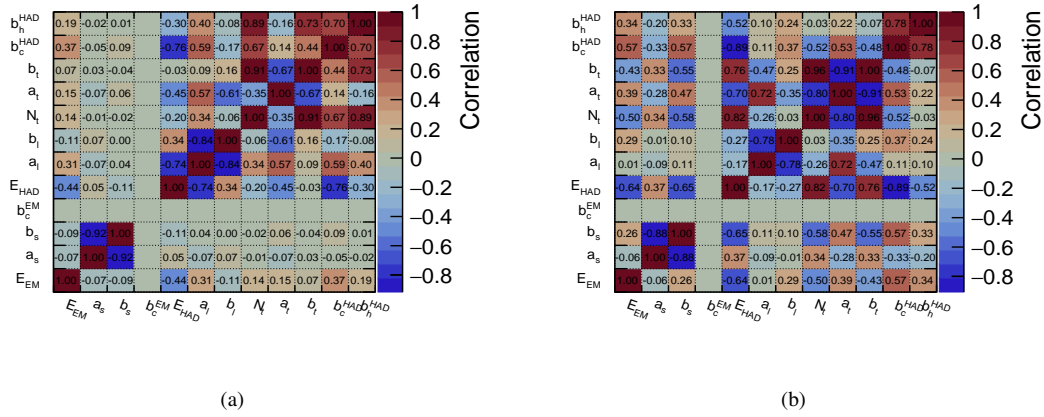 b_h^HAD 0.19 -0.02 0.01 -0.30 0.40 -0.08 0.89 -0.16 0.73 0.70 1.00
b_c^HAD 0.37 -0.05 0.09 -0.76 0.59 -0.17 0.67 0.14 0.44 1.00 0.70
b_t 0.07 0.03 -0.04 -0.03 0.09 0.16 0.91 -0.67 1.00 0.44 0.73
a_t 0.15 -0.07 0.06 -0.45 0.57 -0.61 -0.35 1.00 -0.67 0.14 -0.16
N_t 0.14 -0.01 -0.02 -0.20 0.34 -0.06 1.00 -0.35 0.91 0.67 0.89
b_l -0.11 0.07 0.00 0.34 -0.84 1.00 -0.06 -0.61 0.16 -0.17 -0.08
a_l 0.31 -0.07 0.04 -0.74 1.00 -0.84 0.34 0.57 0.09 0.59 0.40
E_HAD -0.44 0.05 -0.11 1.00 -0.74 0.34 -0.20 -0.45 -0.03 -0.76 -0.30
b_c^EM
b_s -0.09 -0.92 1.00 -0.11 0.04 0.00 -0.02 0.06 -0.04 0.09 0.01
a_s -0.07 1.00 -0.92 0.05 -0.07 0.07 -0.01 -0.07 0.03 -0.05 -0.02
E_EM 1.00 -0.07 -0.09 -0.44 0.31 -0.11 0.14 0.15 0.07 0.37 0.19
E_EM a_s b_s b_c^EM E_HAD a_l b_l N_t a_t b_t b_c^HAD b_h^HAD
1
0.8
0.6
0.4
0.2
0
−0.2
−0.4
−0.6
−0.8
Correlation
(a)
b_h^HAD 0.34 -0.20 0.33 -0.52 0.10 0.24 -0.03 0.22 -0.07 0.78 1.00
b_c^HAD 0.57 -0.33 0.57 -0.89 0.11 0.37 -0.52 0.53 -0.48 1.00 0.78
b_t -0.43 0.33 -0.55 0.76 -0.47 0.25 0.96 -0.91 1.00 -0.48 -0.07
a_t 0.39 -0.28 0.47 -0.70 0.72 -0.35 -0.80 1.00 -0.91 0.53 0.22
N_t -0.50 0.34 -0.58 0.82 -0.26 0.03 1.00 -0.80 0.96 -0.52 -0.03
b_l 0.29 -0.01 0.10 -0.27 -0.78 1.00 0.03 -0.35 0.25 0.37 0.24
a_l 0.01 -0.09 0.11 -0.17 1.00 -0.78 -0.26 0.72 -0.47 0.11 0.10
E_HAD -0.64 0.37 -0.65 1.00 -0.17 -0.27 0.82 -0.70 0.76 -0.89 -0.52
b_c^EM
b_s 0.26 -0.88 1.00 -0.65 0.11 0.10 -0.58 0.47 -0.55 0.57 0.33
a_s -0.06 1.00 -0.88 0.37 -0.09 -0.01 0.34 -0.28 0.33 -0.33 -0.20
E_EM 1.00 -0.06 0.26 -0.64 0.01 0.29 -0.50 0.39 -0.43 0.57 0.34
E_EM a_s b_s b_c^EM E_HAD a_l b_l N_t a_t b_t b_c^HAD b_h^HAD
1
0.8
0.6
0.4
0.2
0
−0.2
−0.4
−0.6
−0.8
Correlation
(b)